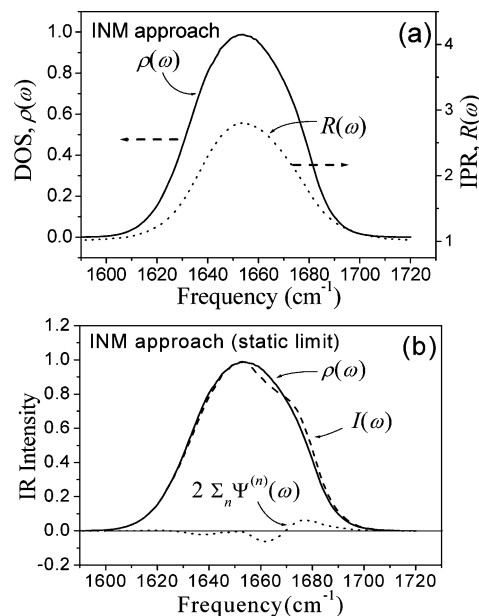 INM approach
(a)
ρ(ω)
R(ω)
DOS, ρ(ω)
IPR, R(ω)
1.0
0.8
0.6
0.4
0.2
0.0
4
3
2
1
1600 1620 1640 1660 1680 1700 1720
Frequency (cm⁻¹)
INM approach (static limit)
(b)
ρ(ω)
I(ω)
2 Σₙ Ψ⁽ⁿ⁾(ω)
IR Intensity
1.2
1.0
0.8
0.6
0.4
0.2
0.0
-0.2
1600 1620 1640 1660 1680 1700 1720
Frequency (cm⁻¹)